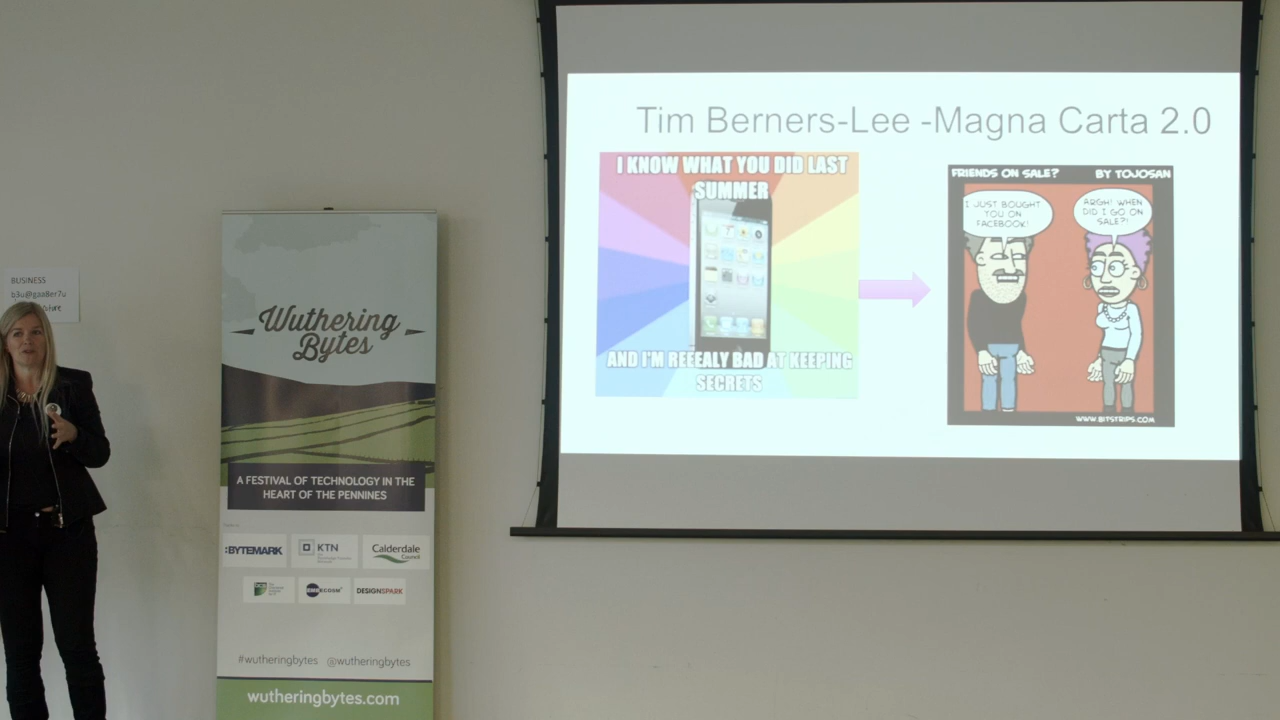 BUSINESS
Wuthering
Bytes
A FESTIVAL OF TECHNOLOGY IN THE
HEART OF THE PENNINES
:BYTEMARK
KTN
Calderdale
Council
DESIGNSPARK
#wutheringbytes @wutheringbytes
wutheringbytes.com
Tim Berners-Lee -Magna Carta 2.0
I KNOW WHAT YOU DID LAST
SUMMER
AND I'M REEEALY BAD AT KEEPING
SECRETS
FRIENDS ON SALE? BY TOJOSAN
I JUST BOUGHT
YOU ON
FACEBOOK!
ARGH! WHEN
DID I GO ON
SALE?!
WWW.BITSTRIPS.COM